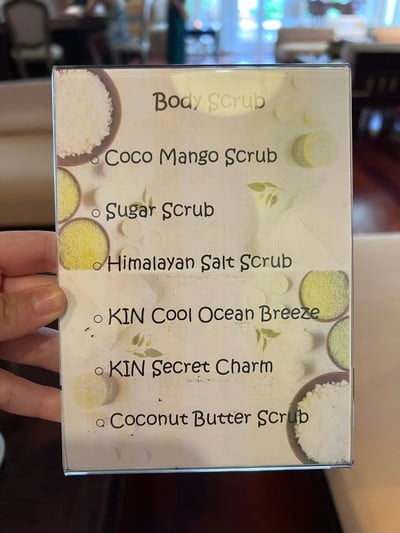 Body Scrub
○ Coco Mango Scrub
○ Sugar Scrub
○ Himalayan Salt Scrub
○ KIN Cool Ocean Breeze
○ KIN Secret Charm
○ Coconut Butter Scrub